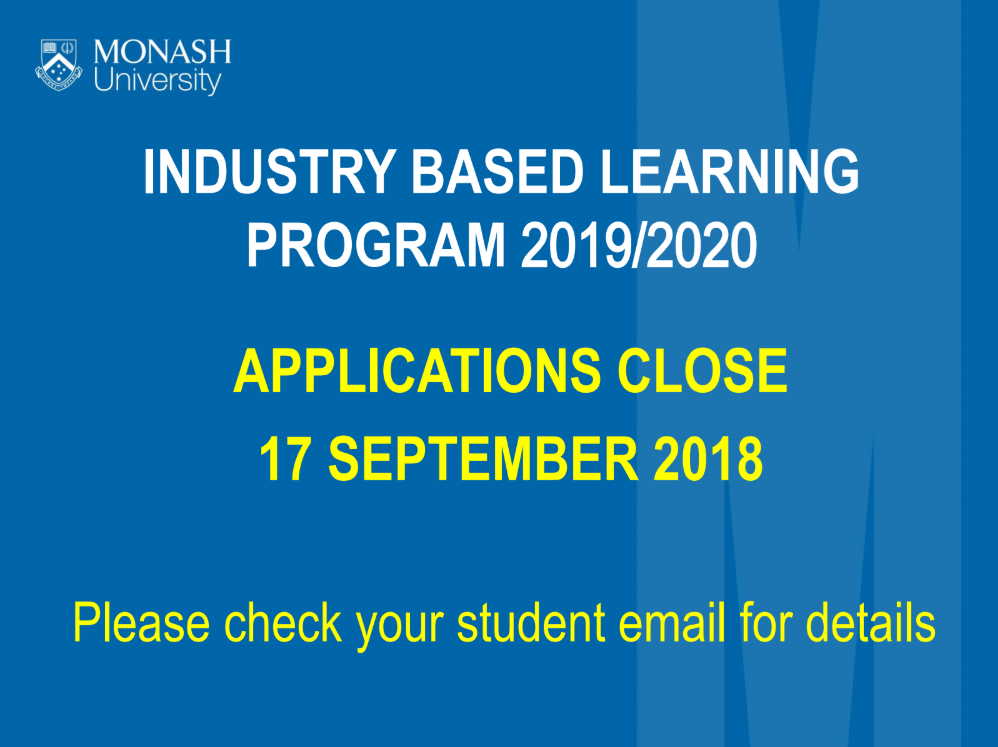 MONASH
University
INDUSTRY BASED LEARNING
PROGRAM 2019/2020
APPLICATIONS CLOSE
17 SEPTEMBER 2018
Please check your student email for details